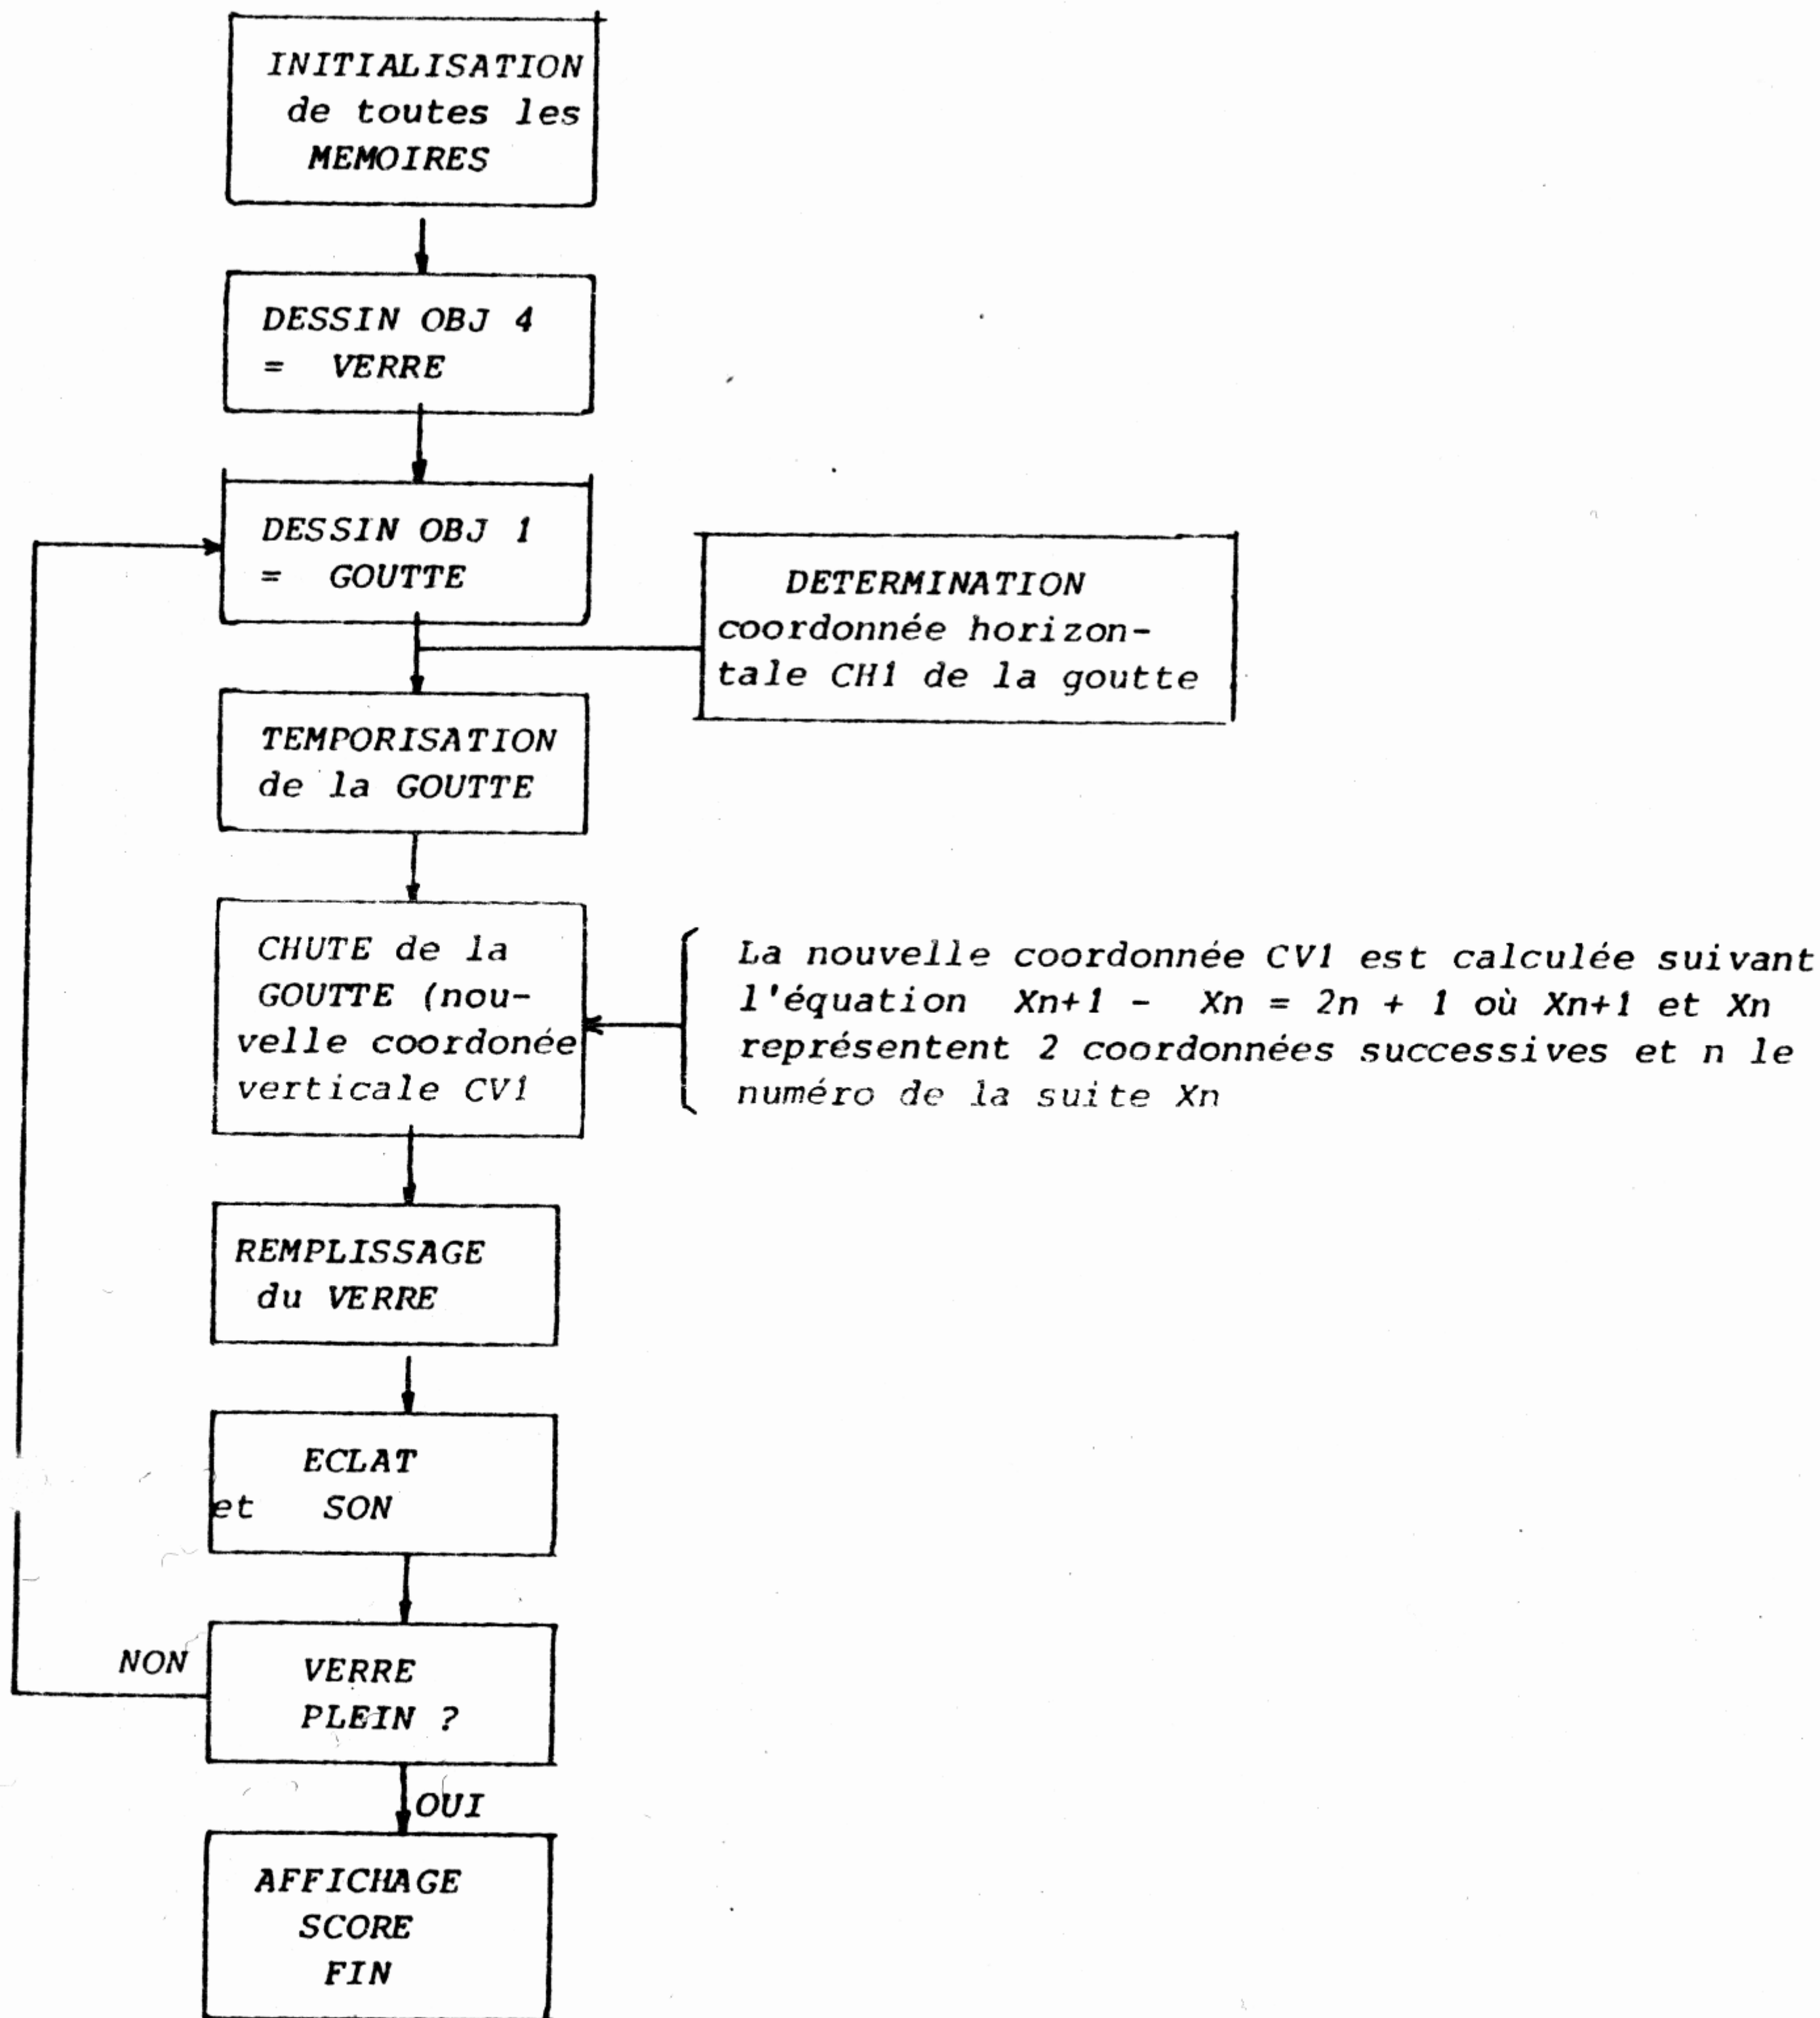 INITIALISATION
de toutes les
MEMOIRES
DESSIN OBJ 4
= VERRE
DESSIN OBJ 1
= GOUTTE
DETERMINATION
coordonnée horizon-
tale CH1 de la goutte
TEMPORISATION
de la GOUTTE
CHUTE de la
GOUTTE (nou-
velle coordonée
verticale CV1
La nouvelle coordonnée CV1 est calculée suivant
l'équation Xn+1 - Xn = 2n + 1 où Xn+1 et Xn
représentent 2 coordonnées successives et n le
numéro de la suite Xn
REMPLISSAGE
du VERRE
ECLAT
et SON
NON
VERRE
PLEIN ?
OUI
AFFICHAGE
SCORE
FIN